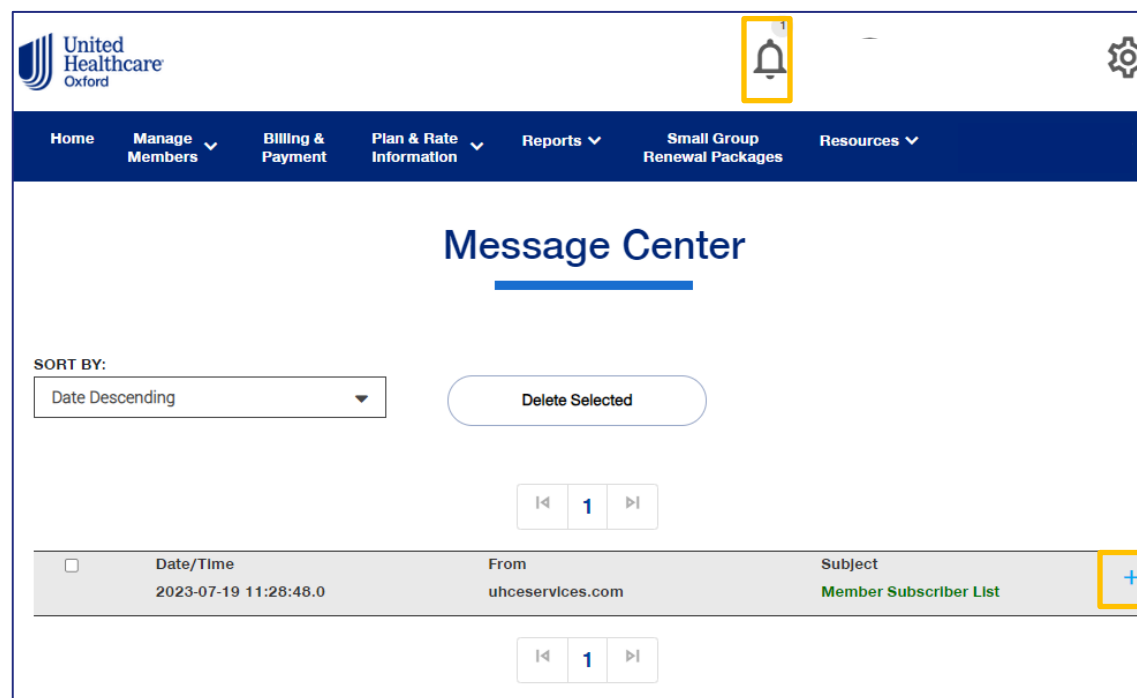 United
Healthcare
Oxford
1
Home
Manage
Members
Billing &
Payment
Plan & Rate
Information
Reports
Small Group
Renewal Packages
Resources
Message Center
SORT BY:
Date Descending
Delete Selected
1
Date/Time
From
Subject
2023-07-19 11:28:48.0
uhceservices.com
Member Subscriber List
+
1